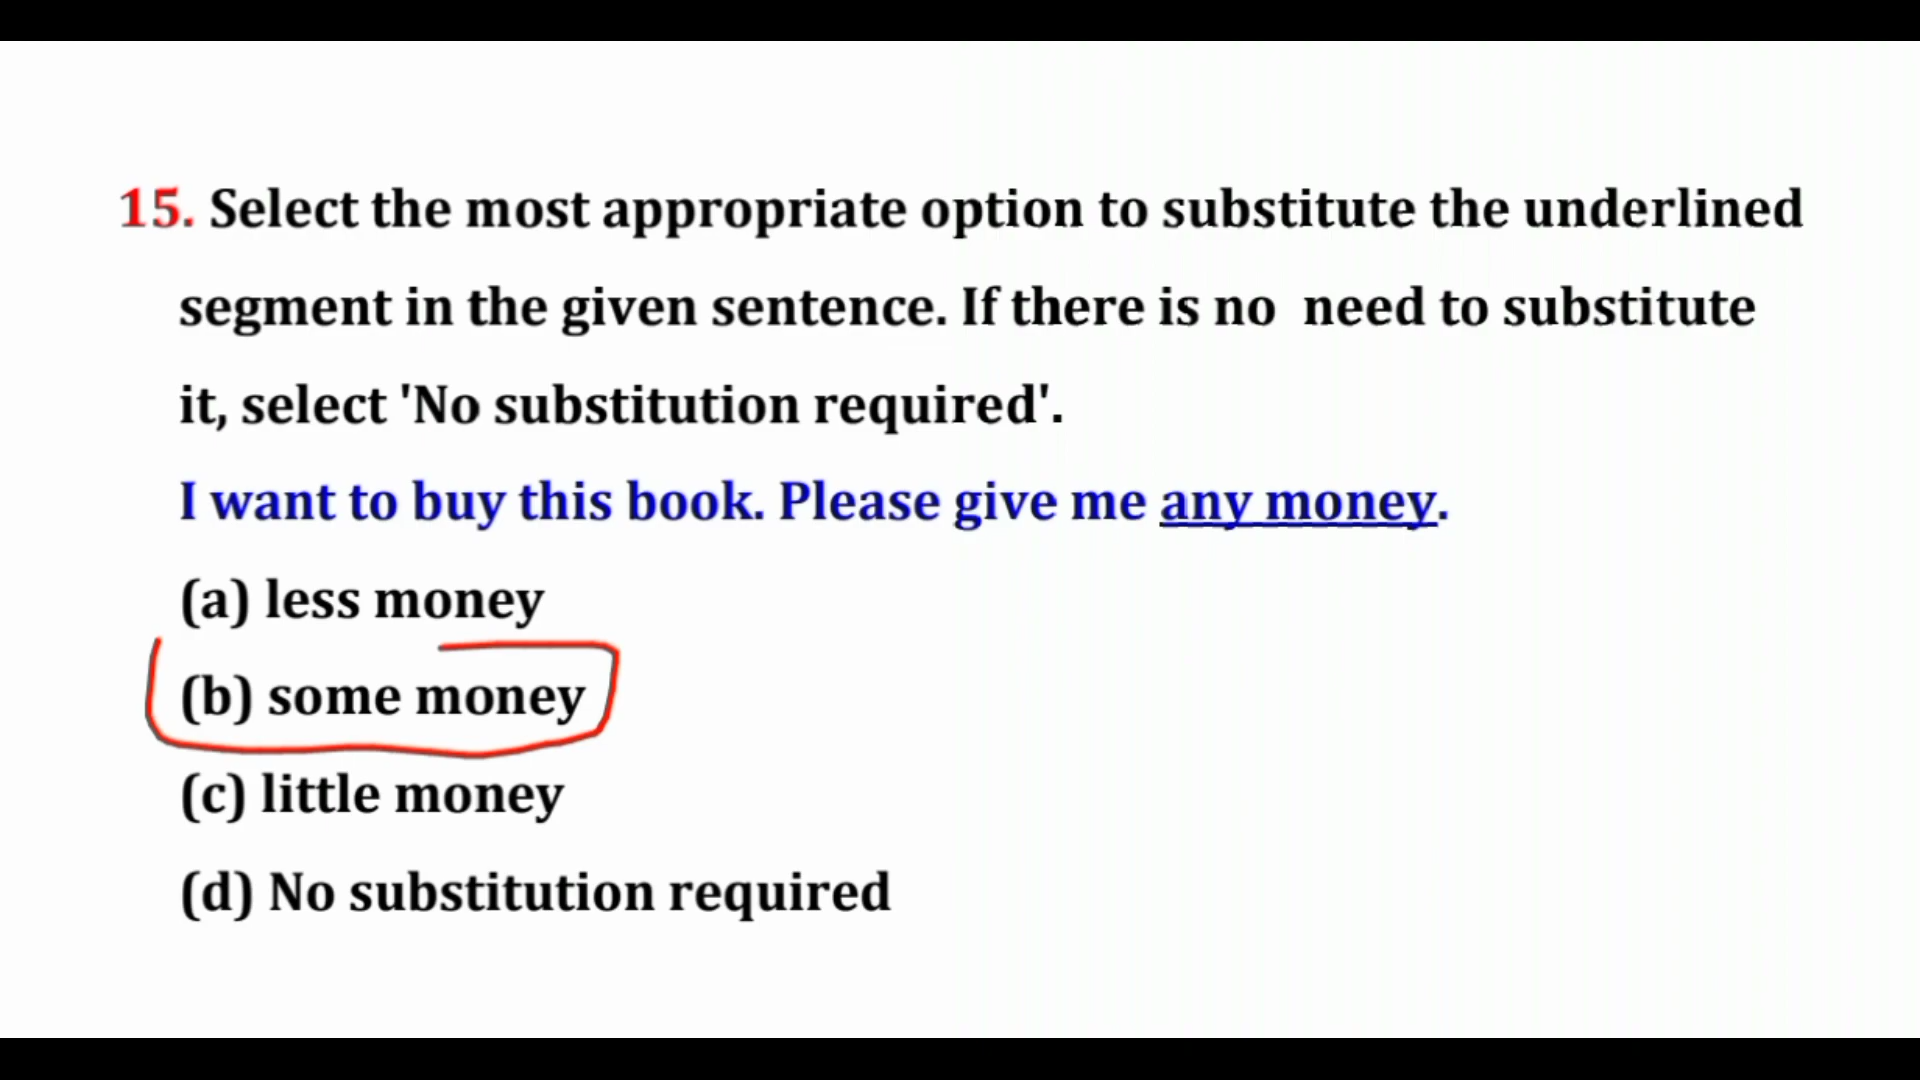 15. Select the most appropriate option to substitute the underlined
segment in the given sentence. If there is no need to substitute
it, select 'No substitution required'.
I want to buy this book. Please give me any money.
(a) less money
(b) some money
(c) little money
(d) No substitution required